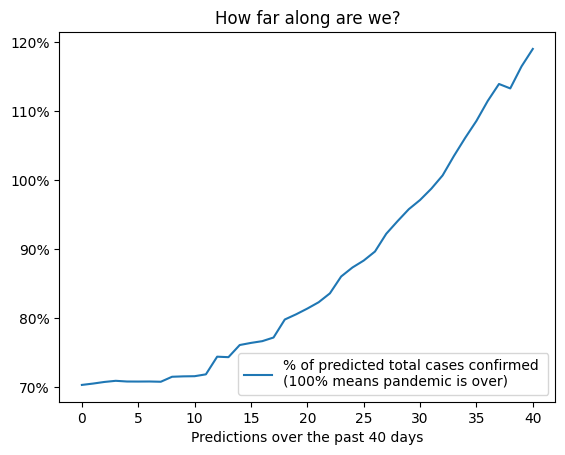 How far along are we?
120%
110%
100%
90%
80%
70%
% of predicted total cases confirmed
(100% means pandemic is over)
0 5 10 15 20 25 30 35 40
Predictions over the past 40 days